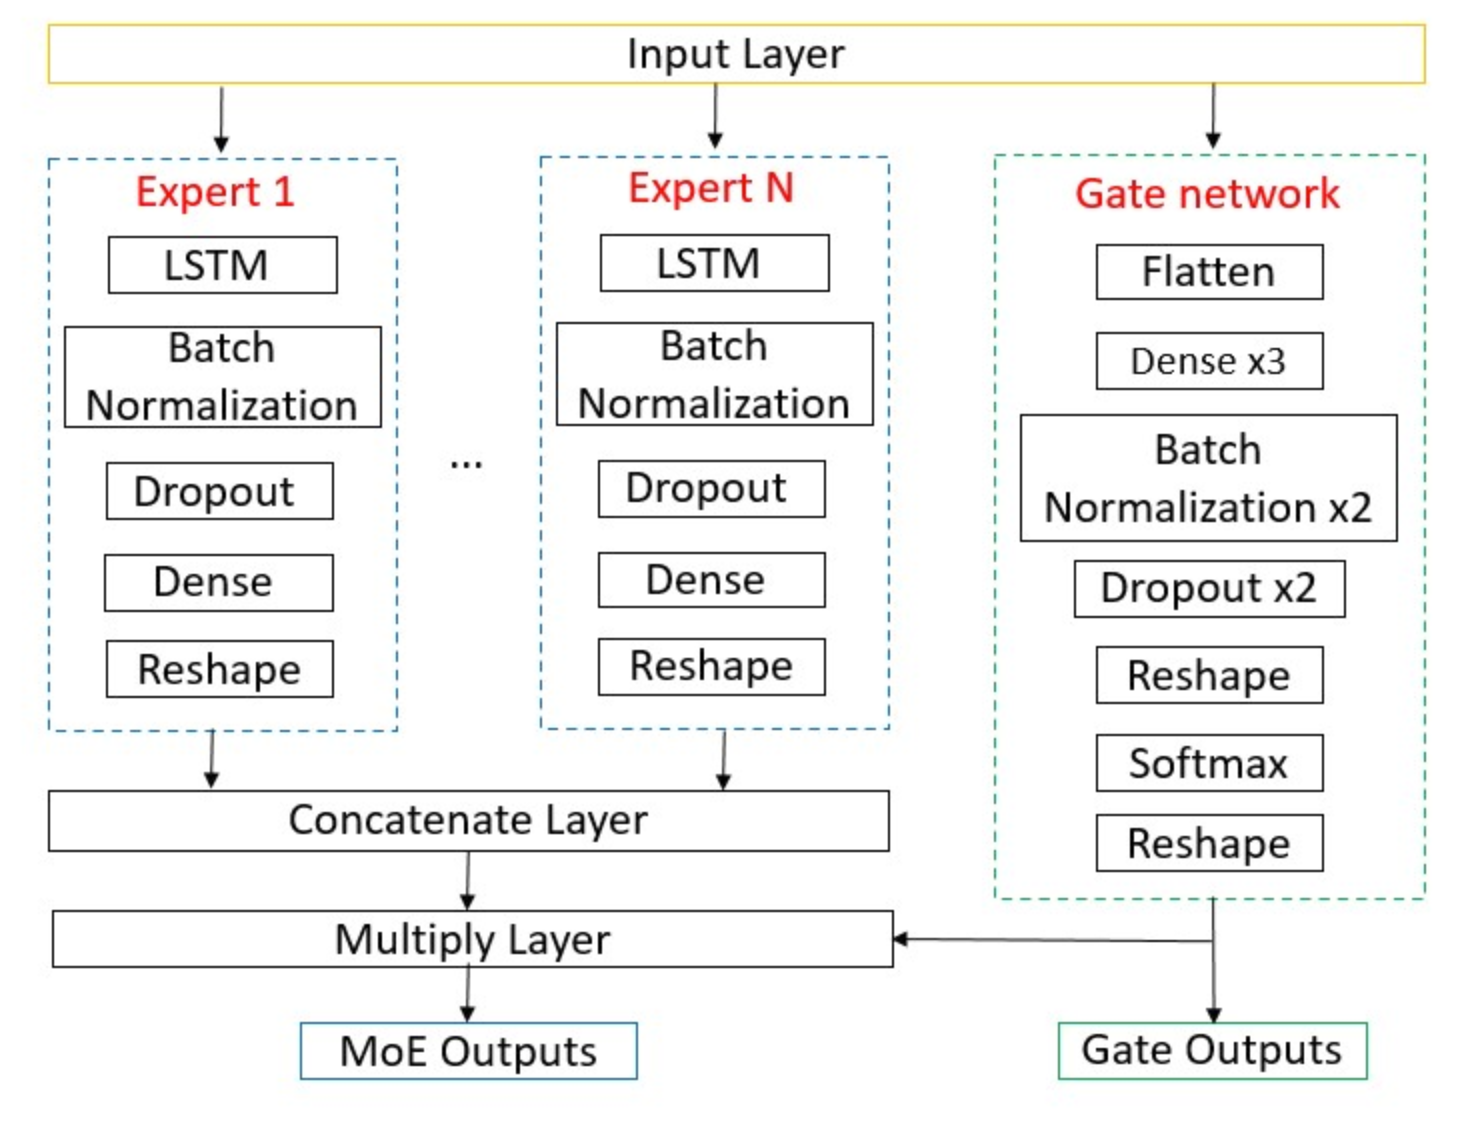 Input Layer
Expert 1
LSTM
Batch
Normalization
Dropout
Dense
Reshape
...
Expert N
LSTM
Batch
Normalization
Dropout
Dense
Reshape
Gate network
Flatten
Dense x3
Batch
Normalization x2
Dropout x2
Reshape
Softmax
Reshape
Concatenate Layer
Multiply Layer
MoE Outputs
Gate Outputs